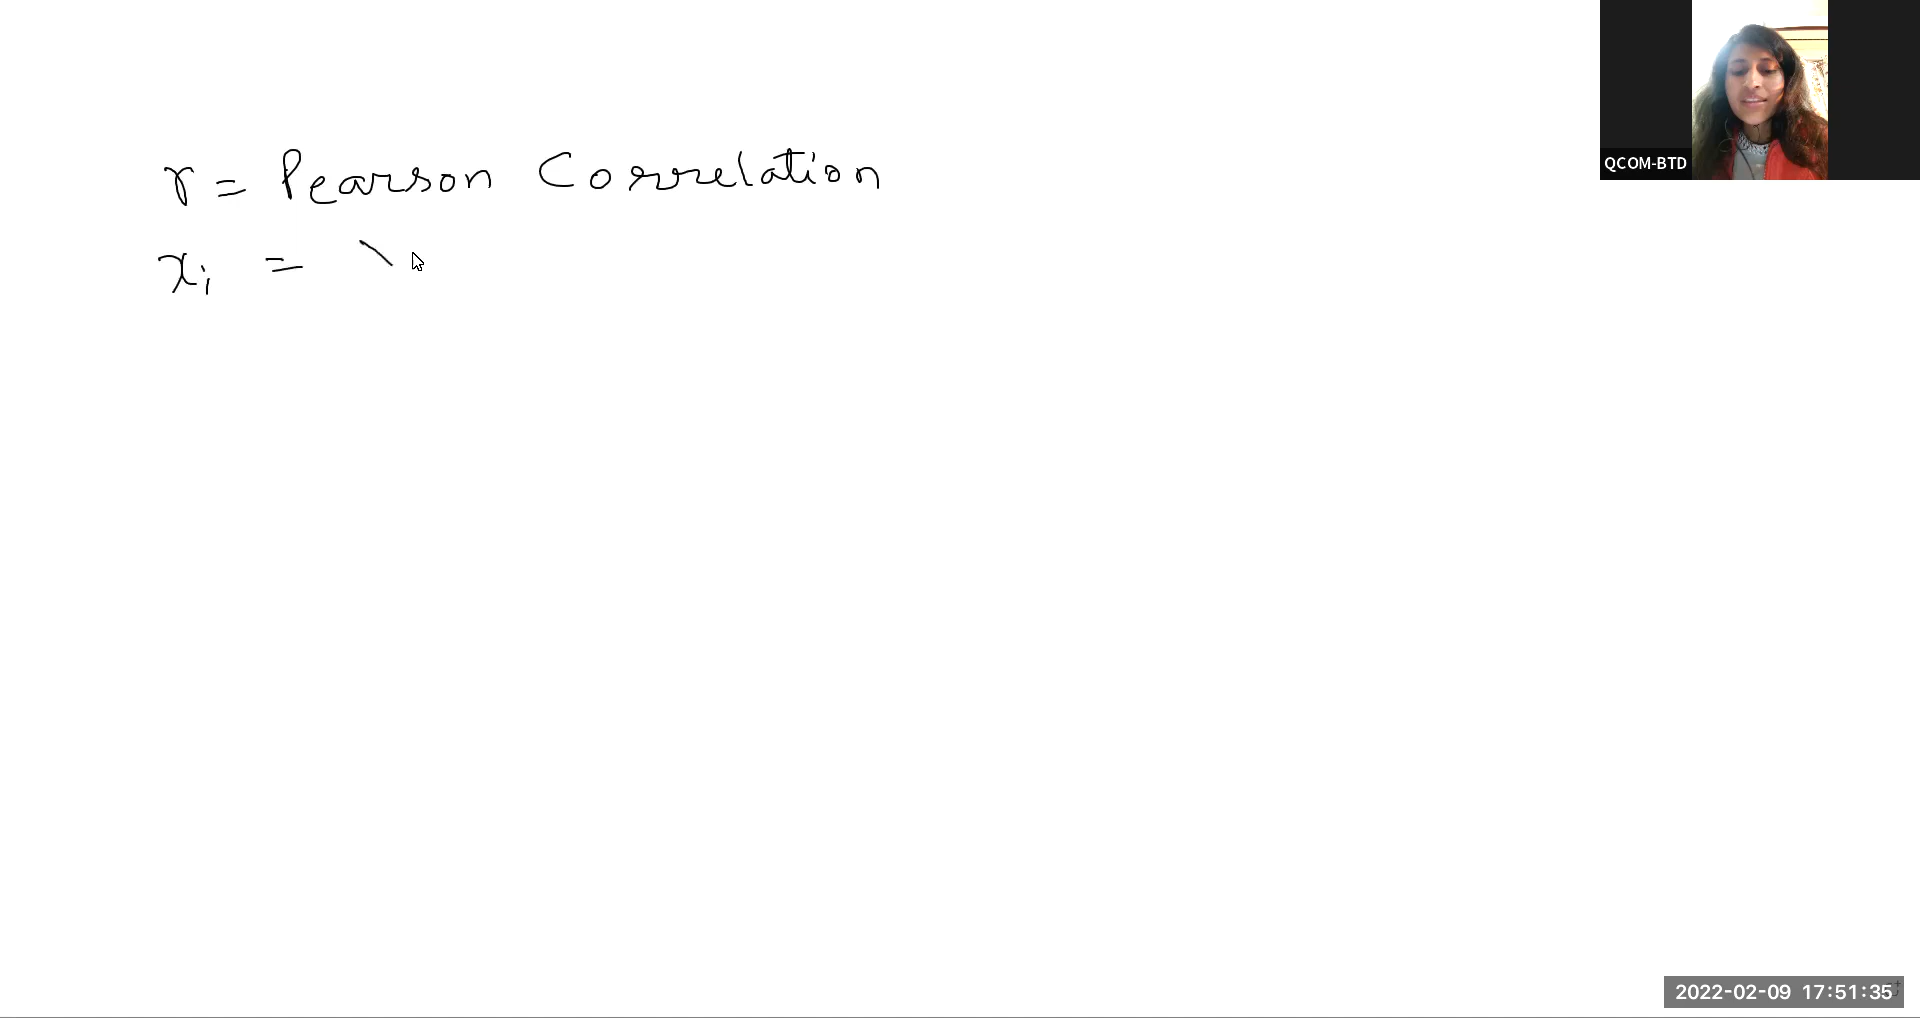 QCOM-BTD
r = Pearson Correlation
xi =
2022-02-09 17:51:35